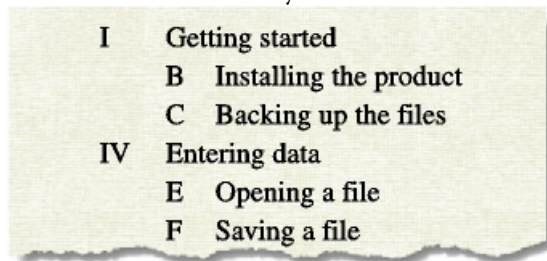 I Getting started
B Installing the product
C Backing up the files
IV Entering data
E Opening a file
F Saving a file